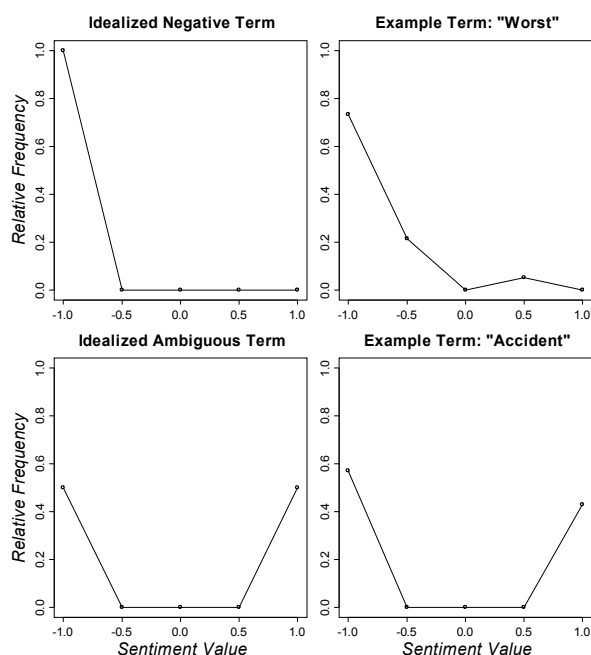 Idealized Negative Term
Example Term: "Worst"
Relative Frequency
1.0
0.8
0.6
0.4
0.2
0.0
1.0
0.8
0.6
0.4
0.2
0.0
-1.0 -0.5 0.0 0.5 1.0
-1.0 -0.5 0.0 0.5 1.0
Idealized Ambiguous Term
Example Term: "Accident"
Relative Frequency
1.0
0.8
0.6
0.4
0.2
0.0
1.0
0.8
0.6
0.4
0.2
0.0
-1.0 -0.5 0.0 0.5 1.0
-1.0 -0.5 0.0 0.5 1.0
Sentiment Value
Sentiment Value